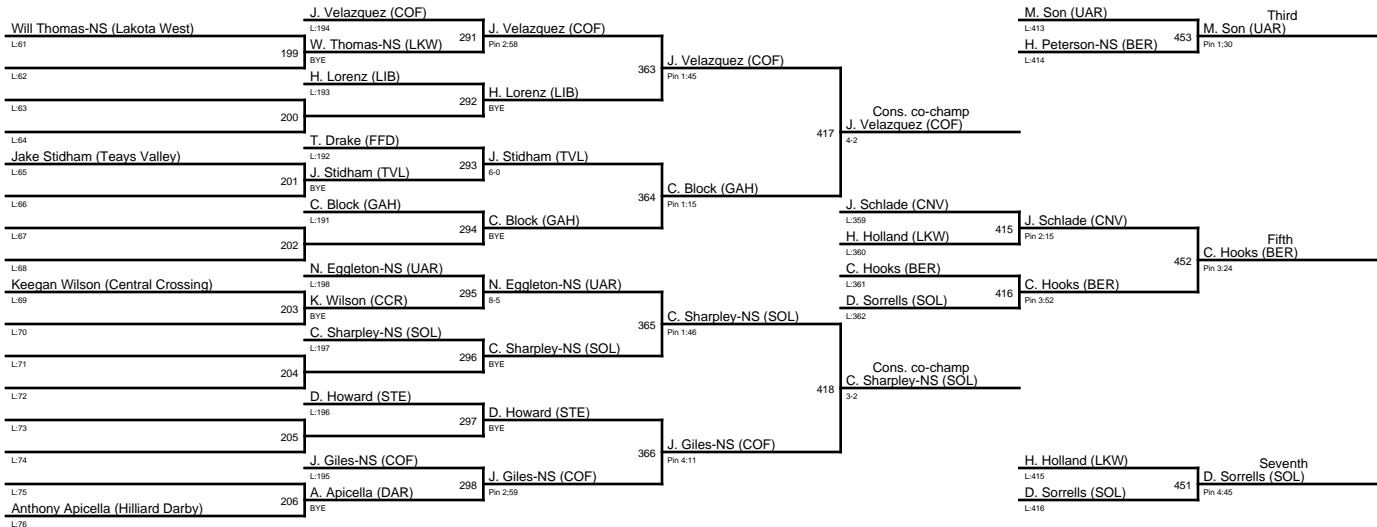 J. Velazquez (COF)
L:194
Will Thomas-NS (Lakota West)
L:61
291
J. Velazquez (COF)
Pin 2:58
199
W. Thomas-NS (LKW)
BYE
L:62
363
J. Velazquez (COF)
Pin 1:45
H. Lorenz (LIB)
L:193
L:63
292
H. Lorenz (LIB)
BYE
200
L:64
417
Cons. co-champ
J. Velazquez (COF)
4-2
T. Drake (FFD)
L:192
Jake Stidham (Teays Valley)
L:65
293
J. Stidham (TVL)
6-0
201
J. Stidham (TVL)
BYE
L:66
364
C. Block (GAH)
Pin 1:15
C. Block (GAH)
L:191
L:67
294
C. Block (GAH)
BYE
202
L:68
N. Eggleton-NS (UAR)
L:198
Keegan Wilson (Central Crossing)
L:69
295
N. Eggleton-NS (UAR)
8-5
203
K. Wilson (CCR)
BYE
L:70
365
C. Sharpley-NS (SOL)
Pin 1:46
C. Sharpley-NS (SOL)
L:197
L:71
296
C. Sharpley-NS (SOL)
BYE
204
L:72
418
Cons. co-champ
C. Sharpley-NS (SOL)
3-2
D. Howard (STE)
L:196
L:73
297
D. Howard (STE)
BYE
205
L:74
366
J. Giles-NS (COF)
Pin 4:11
J. Giles-NS (COF)
L:195
L:75
298
J. Giles-NS (COF)
Pin 2;59
206
A. Apicella (DAR)
BYE
Anthony Apicella (Hilliard Darby)
L:76
M. Son (UAR)
L:413
453
Third
M. Son (UAR)
Pin 1;30
H. Peterson-NS (BER)
L:414
J. Schlade (CNV)
L:359
415
J. Schlade (CNV)
Pin 2:15
H. Holland (LKW)
L:360
452
Fifth
C. Hooks (BER)
Pin 3:24
C. Hooks (BER)
L:361
416
C. Hooks (BER)
Pin 3:52
D. Sorrells (SOL)
L:362
H. Holland (LKW)
L:415
451
Seventh
D. Sorrells (SOL)
Pin 4:45
D. Sorrells (SOL)
L:416